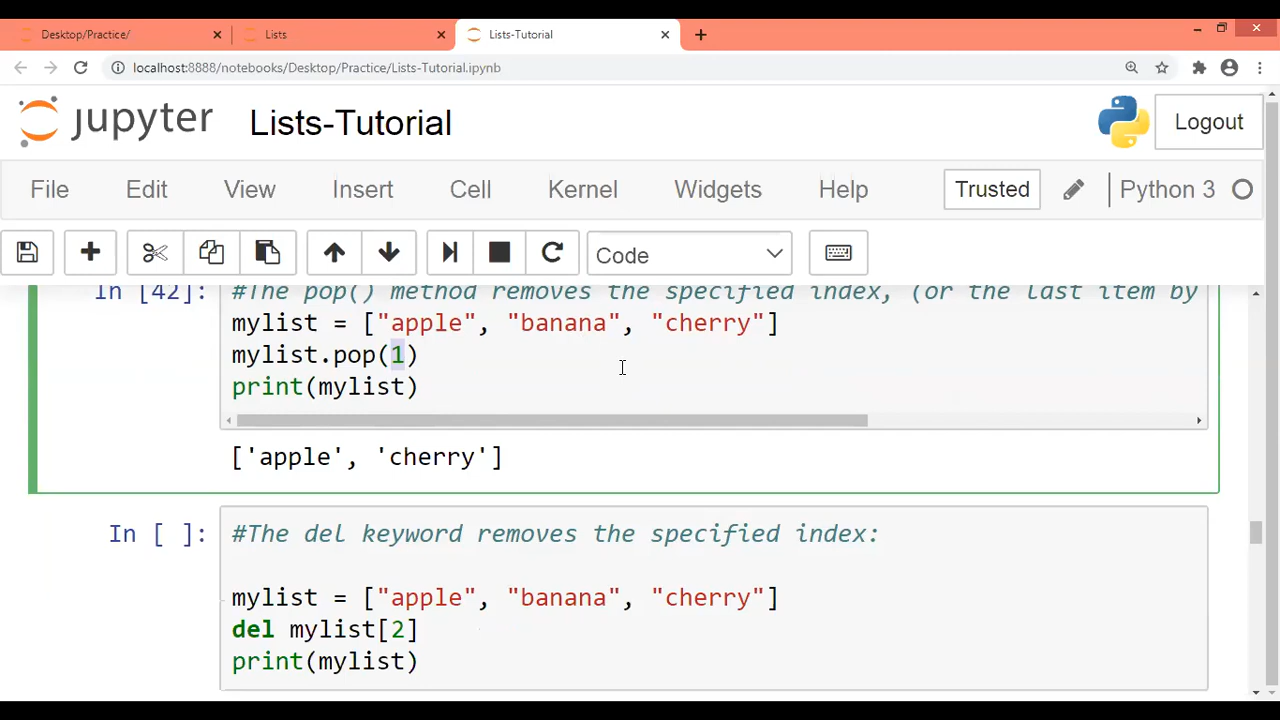 Desktop/Practice/
Lists
Lists-Tutorial
localhost:8888/notebooks/Desktop/Practice/Lists-Tutorial.ipynb
jupyter
Lists-Tutorial
Logout
File Edit View Insert Cell Kernel Widgets Help Trusted Python 3
Code
In [42]: #The pop() method removes the specified index, (or the last item by
mylist = ["apple", "banana", "cherry"]
mylist.pop(1)
print(mylist)
['apple', 'cherry']
In [ ]: #The del keyword removes the specified index:
mylist = ["apple", "banana", "cherry"]
del mylist[2]
print(mylist)